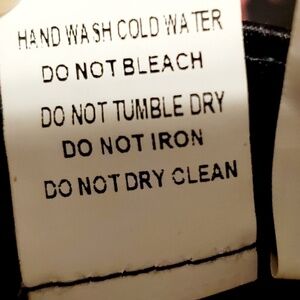 HAND WASH COLD WATER
DO NOT BLEACH
DO NOT TUMBLE DRY
DO NOT IRON
DO NOT DRY CLEAN